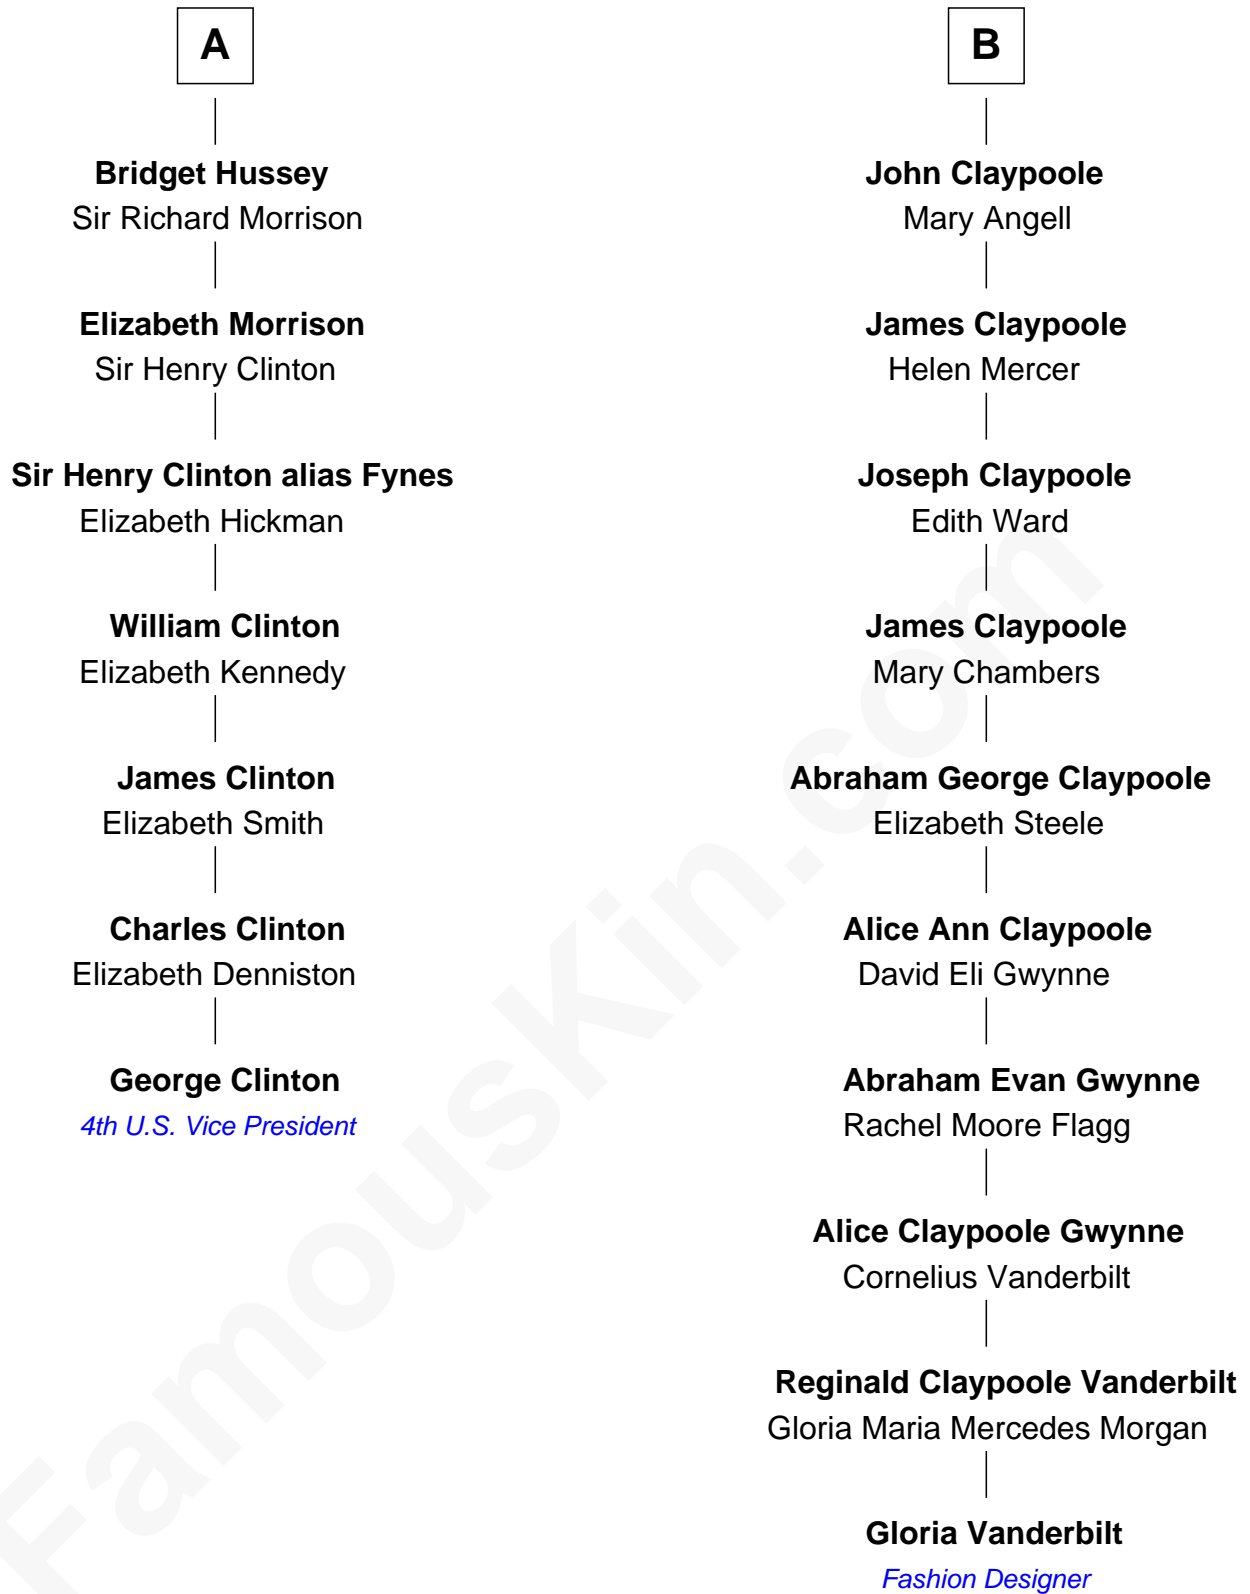 A
Bridget Hussey
Sir Richard Morrison
Elizabeth Morrison
Sir Henry Clinton
Sir Henry Clinton alias Fynes
Elizabeth Hickman
William Clinton
Elizabeth Kennedy
James Clinton
Elizabeth Smith
Charles Clinton
Elizabeth Denniston
George Clinton
4th U.S. Vice President
B
John Claypoole
Mary Angell
James Claypoole
Helen Mercer
Joseph Claypoole
Edith Ward
James Claypoole
Mary Chambers
Abraham George Claypoole
Elizabeth Steele
Alice Ann Claypoole
David Eli Gwynne
Abraham Evan Gwynne
Rachel Moore Flagg
Alice Claypoole Gwynne
Cornelius Vanderbilt
Reginald Claypoole Vanderbilt
Gloria Maria Mercedes Morgan
Gloria Vanderbilt
Fashion Designer
FamousKin.com